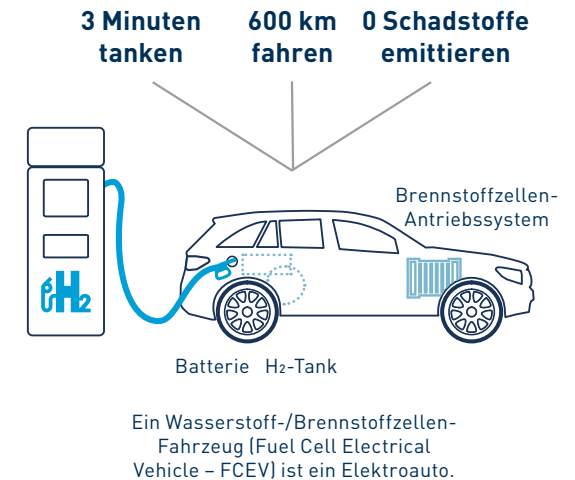 3 Minuten
tanken
600 km
fahren
0 Schadstoffe
emittieren
Brennstoffzellen-
Antriebssystem
H2
Batterie H₂-Tank
Ein Wasserstoff-/Brennstoffzellen-
Fahrzeug (Fuel Cell Electrical
Vehicle – FCEV) ist ein Elektroauto.